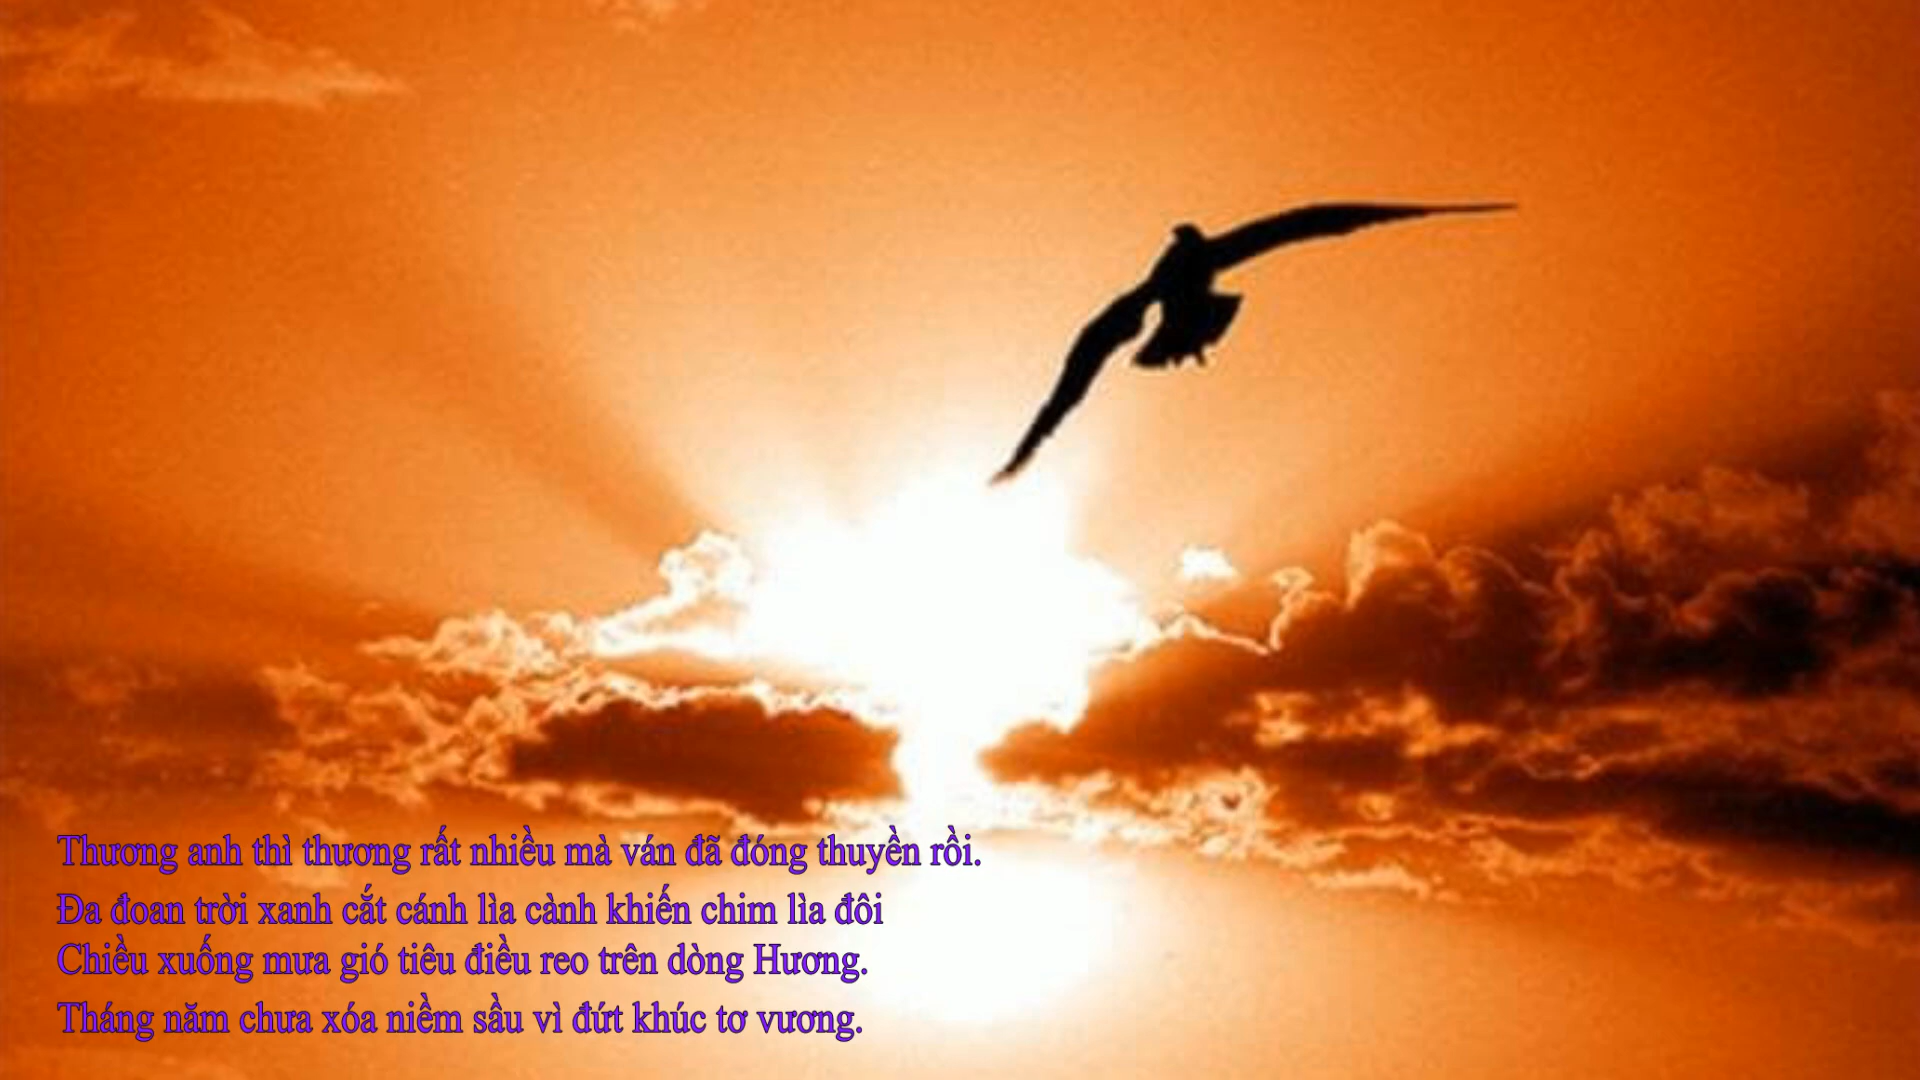 Thương anh thì thương rất nhiều mà ván đã đóng thuyền rồi.
Đa đoan trời xanh cắt cánh lìa cành khiến chim lìa đôi
Chiều xuống mưa gió tiêu điều reo trên dòng Hương.
Tháng năm chưa xóa niềm sầu vì đứt khúc tơ vương.